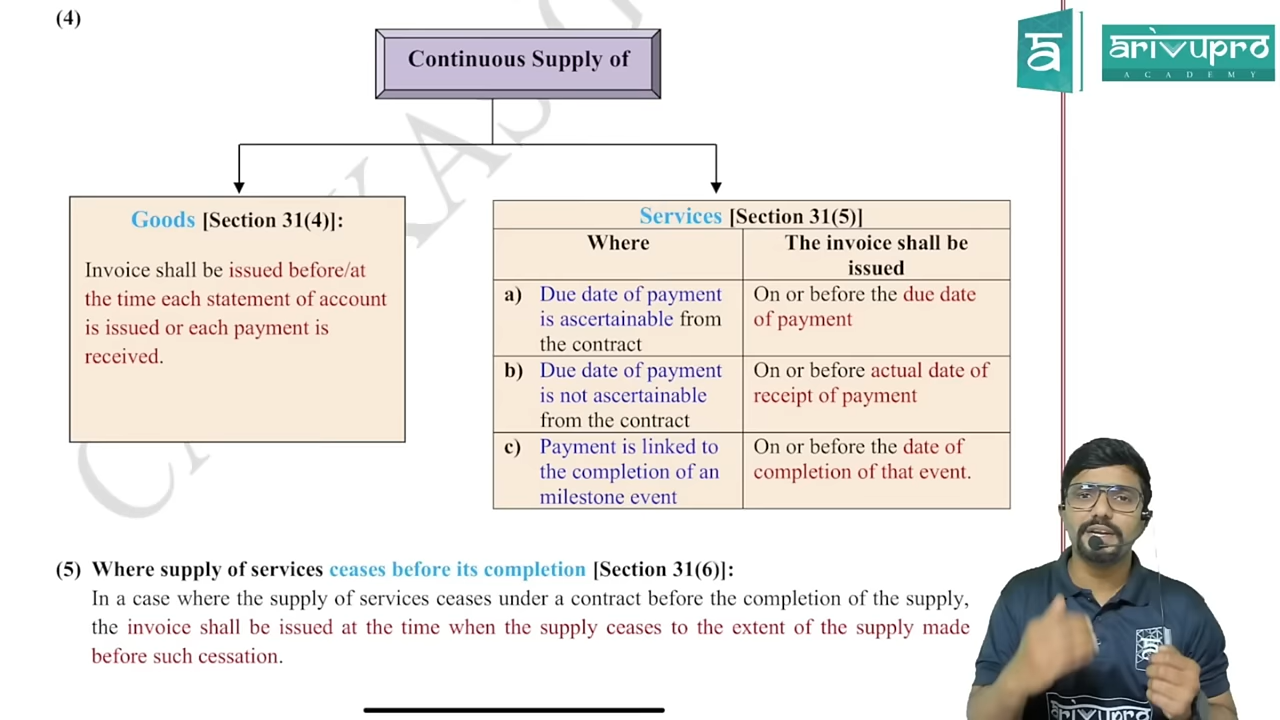 (4)
Continuous Supply of
ā
arivupro
ACADEMY
Goods [Section 31(4)]:
Invoice shall be issued before/at
the time each statement of account
is issued or each payment is
received.
Services [Section 31(5)]
Where
The invoice shall be
issued
a) Due date of payment
is ascertainable from
the contract
On or before the due date
of payment
b) Due date of payment
is not ascertainable
from the contract
On or before actual date of
receipt of payment
c) Payment is linked to
the completion of an
milestone event
On or before the date of
completion of that event.
(5) Where supply of services ceases before its completion [Section 31(6)]:
In a case where the supply of services ceases under a contract before the completion of the supply,
the invoice shall be issued at the time when the supply ceases to the extent of the supply made
before such cessation.
arivupro